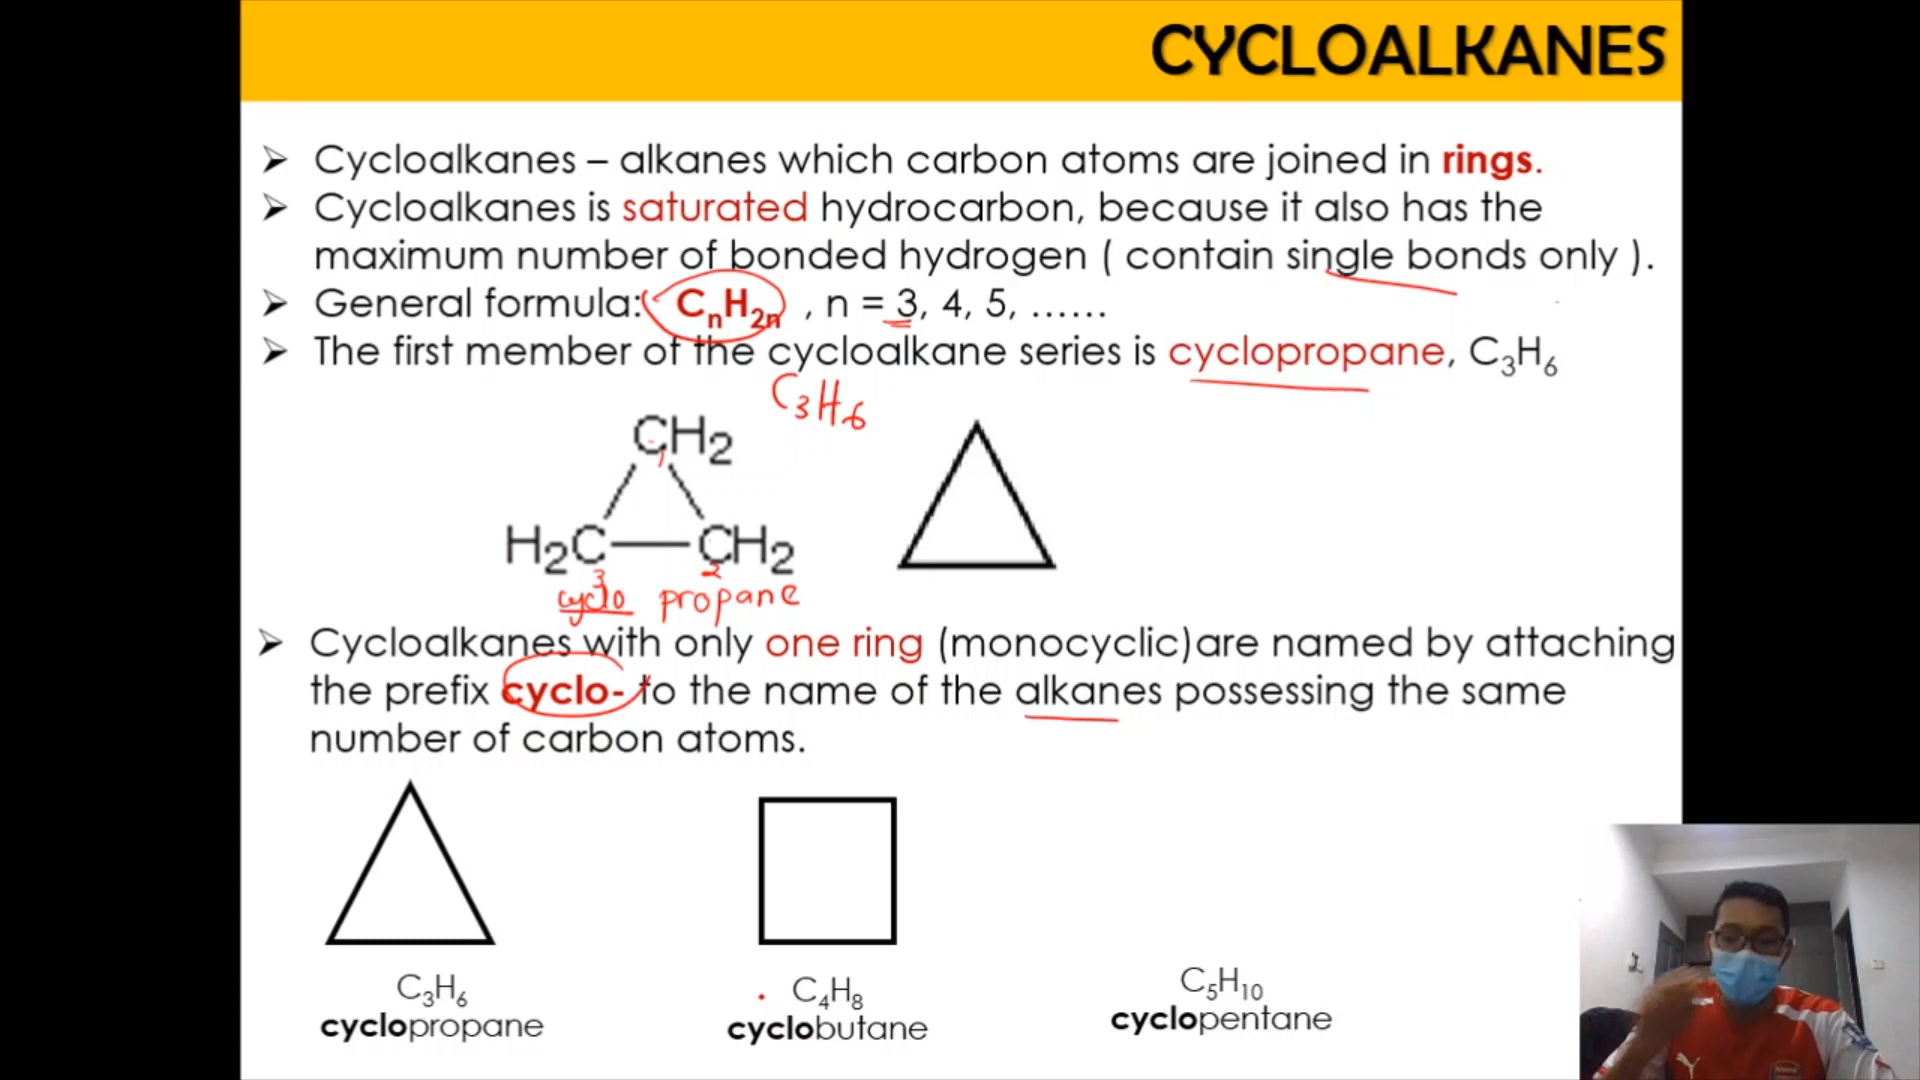 CYCLOALKANES
➢ Cycloalkanes – alkanes which carbon atoms are joined in rings.
➢ Cycloalkanes is saturated hydrocarbon, because it also has the
maximum number of bonded hydrogen ( contain single bonds only ).
➢ General formula: CnH2n , n = 3, 4, 5, ......
➢ The first member of the cycloalkane series is cyclopropane, C3H6
C3H6
CH2
1
H2C CH2
3 2
cyclo propane
➢ Cycloalkanes with only one ring (monocyclic)are named by attaching
the prefix cyclo- to the name of the alkanes possessing the same
number of carbon atoms.
C3H6 C4H8 C5H10
cyclopropane cyclobutane cyclopentane